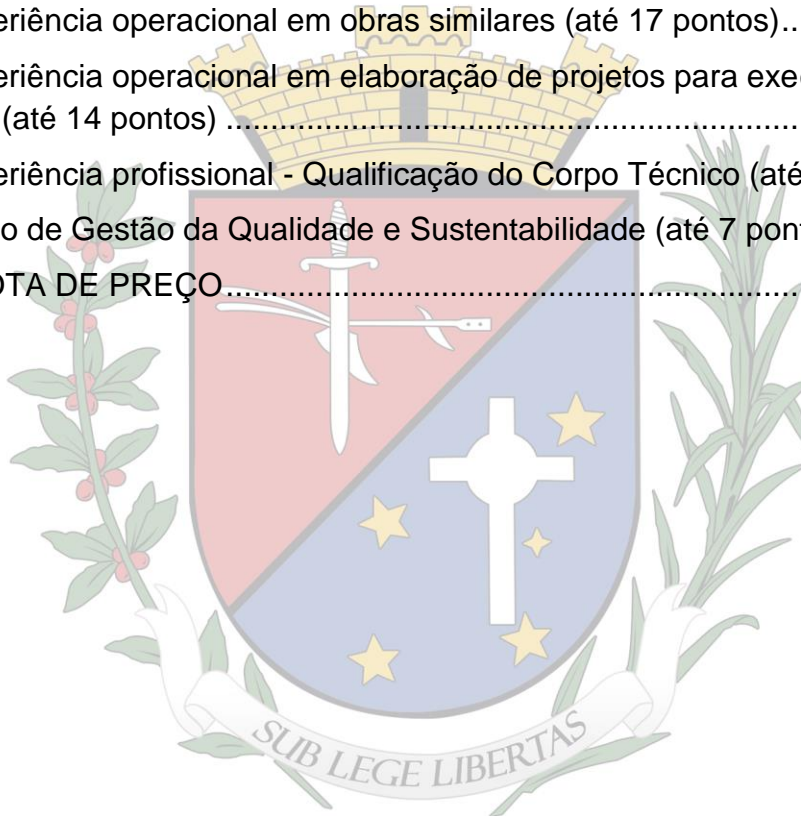 eriência operacional em obras similares (até 17 pontos)..
eriência operacional em elaboração de projetos para exec
(até 14 pontos) ................................................................
eriência profissional - Qualificação do Corpo Técnico (até
o de Gestão da Qualidade e Sustentabilidade (até 7 pont
OTA DE PREÇO................................................................
SUB LEGE LIBERTAS